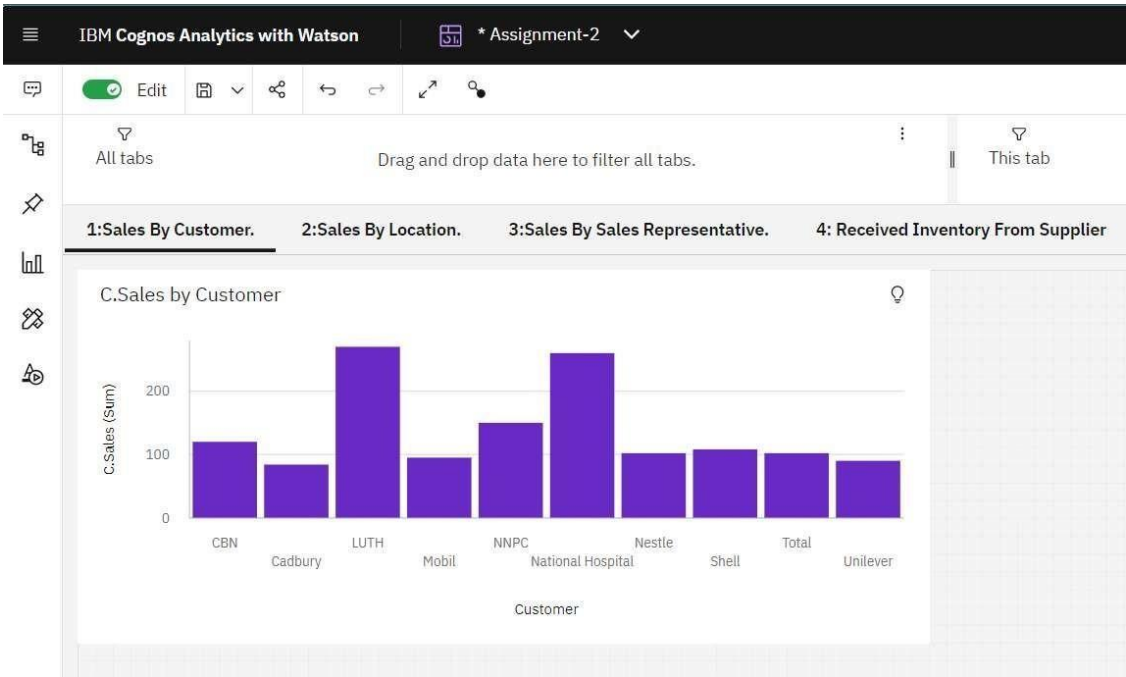 IBM Cognos Analytics with Watson
* Assignment-2
Edit
All tabs
Drag and drop data here to filter all tabs.
This tab
1:Sales By Customer.
2:Sales By Location.
3:Sales By Sales Representative.
4: Received Inventory From Supplier
C.Sales by Customer
C.Sales (Sum)
200
100
0
CBN
Cadbury
LUTH
Mobil
NNPC
National Hospital
Nestle
Shell
Total
Unilever
Customer